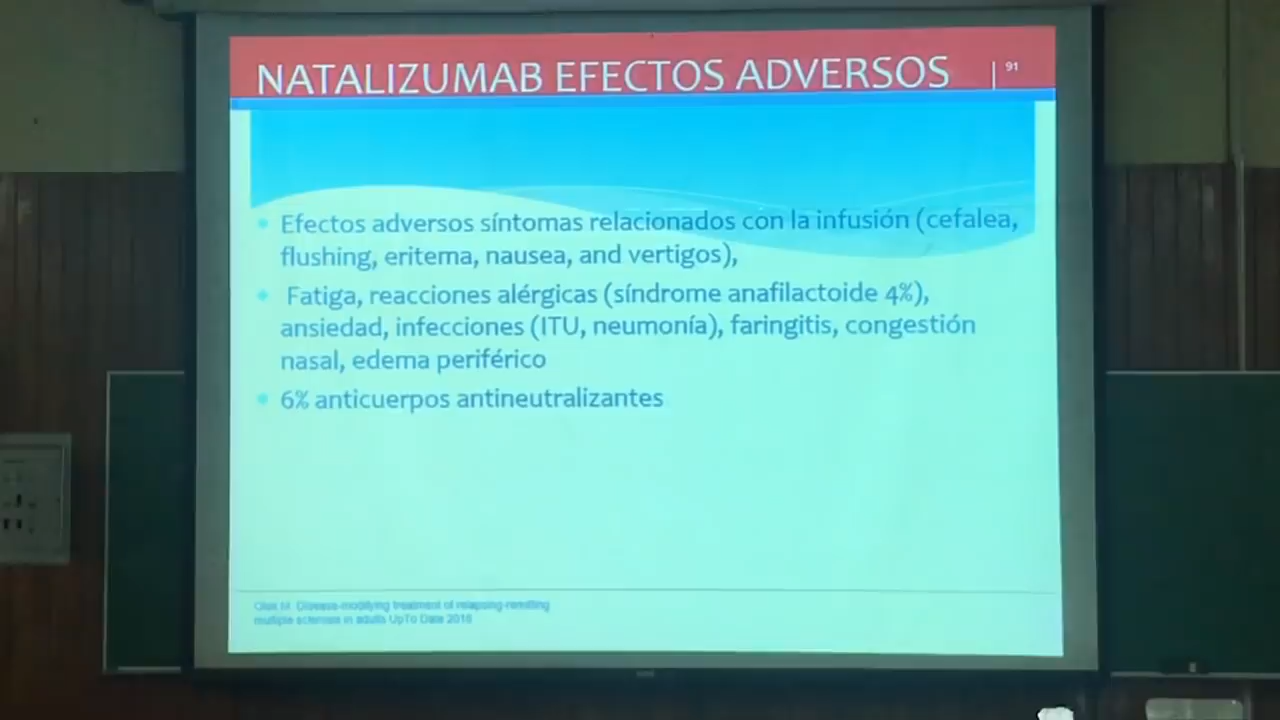 NATALIZUMAB EFECTOS ADVERSOS
91
Efectos adversos síntomas relacionados con la infusión (cefalea,
flushing, eritema, nausea, and vertigos),
Fatiga, reacciones alérgicas (síndrome anafilactoide 4%),
ansiedad, infecciones (ITU, neumonía), faringitis, congestión
nasal, edema periférico
6% anticuerpos antineutralizantes
M. Disease-modifying treatment of relapsing-remitting
multiple sclerosis in adults UpTo Date